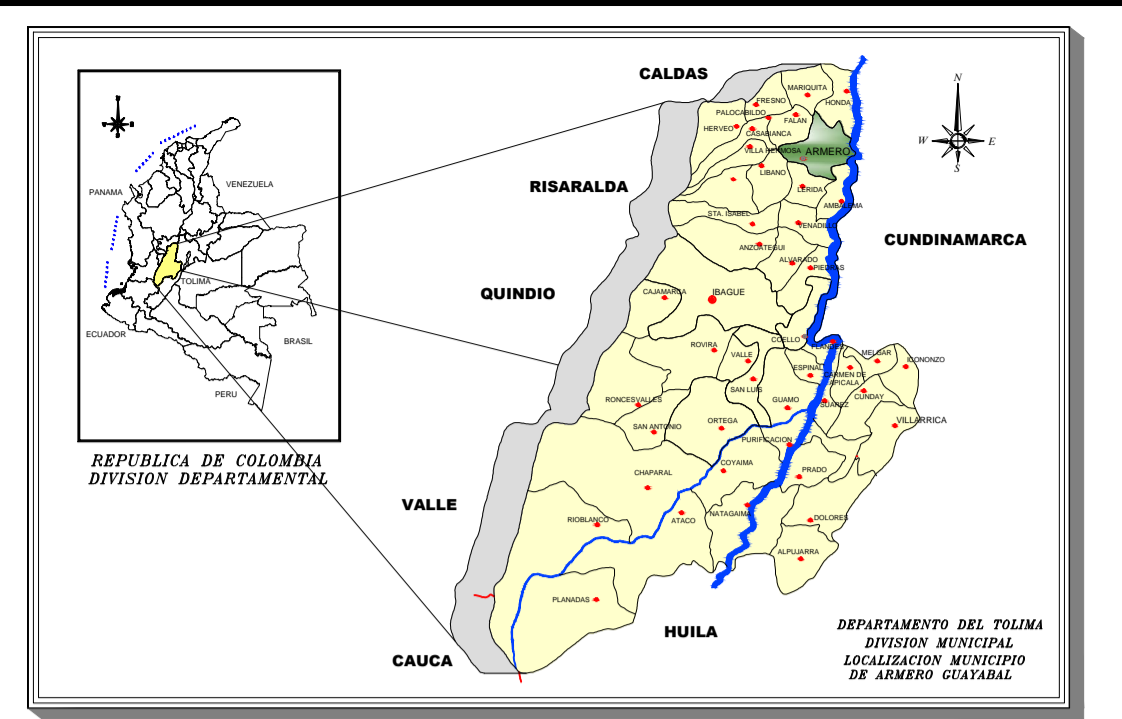 CALDAS
MARIQUITA
FRESNO
HONDA
PALOCABILDO
FALAN
HERVEO
CASABIANCA
VILLA HERMOSA
ARMERO
LIBANO
RISARALDA
LERIDA
AMBALEMA
STA. ISABEL
VENADILLO
ANZOATEGUI
CUNDINAMARCA
ALVARADO
PIEDRAS
QUINDIO
CAJAMARCA
IBAGUE
COELLO
FLANDES
ROVIRA
VALLE
MELGAR
ICONONZO
ESPINAL
CARMEN DE
APICALA
SAN LUIS
CUNDAY
RONCESVALLES
GUAMO
SUAREZ
SAN ANTONIO
ORTEGA
VILLARRICA
PURIFICACION
COYAIMA
CHAPARAL
PRADO
VALLE
NATAGAIMA
RIOBLANCO
ATACO
DOLORES
ALPUJARRA
PLANADAS
HUILA
CAUCA
N
W
E
S
PANAMA
VENEZUELA
TOLIMA
ECUADOR
BRASIL
PERU
REPUBLICA DE COLOMBIA
DIVISION DEPARTAMENTAL
DEPARTAMENTO DEL TOLIMA
DIVISION MUNICIPAL
LOCALIZACION MUNICIPIO
DE ARMERO GUAYABAL